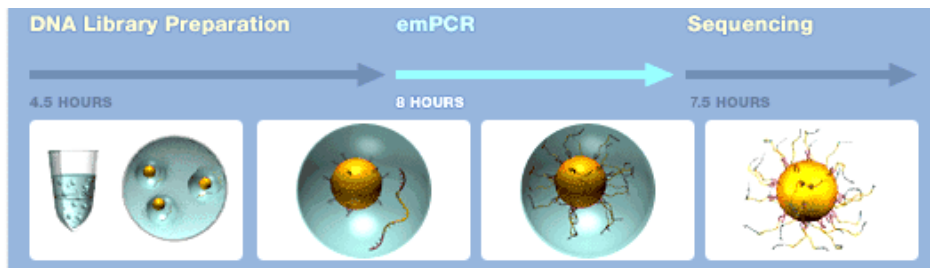 DNA Library Preparation
emPCR
Sequencing
4.5 HOURS
8 HOURS
7.5 HOURS